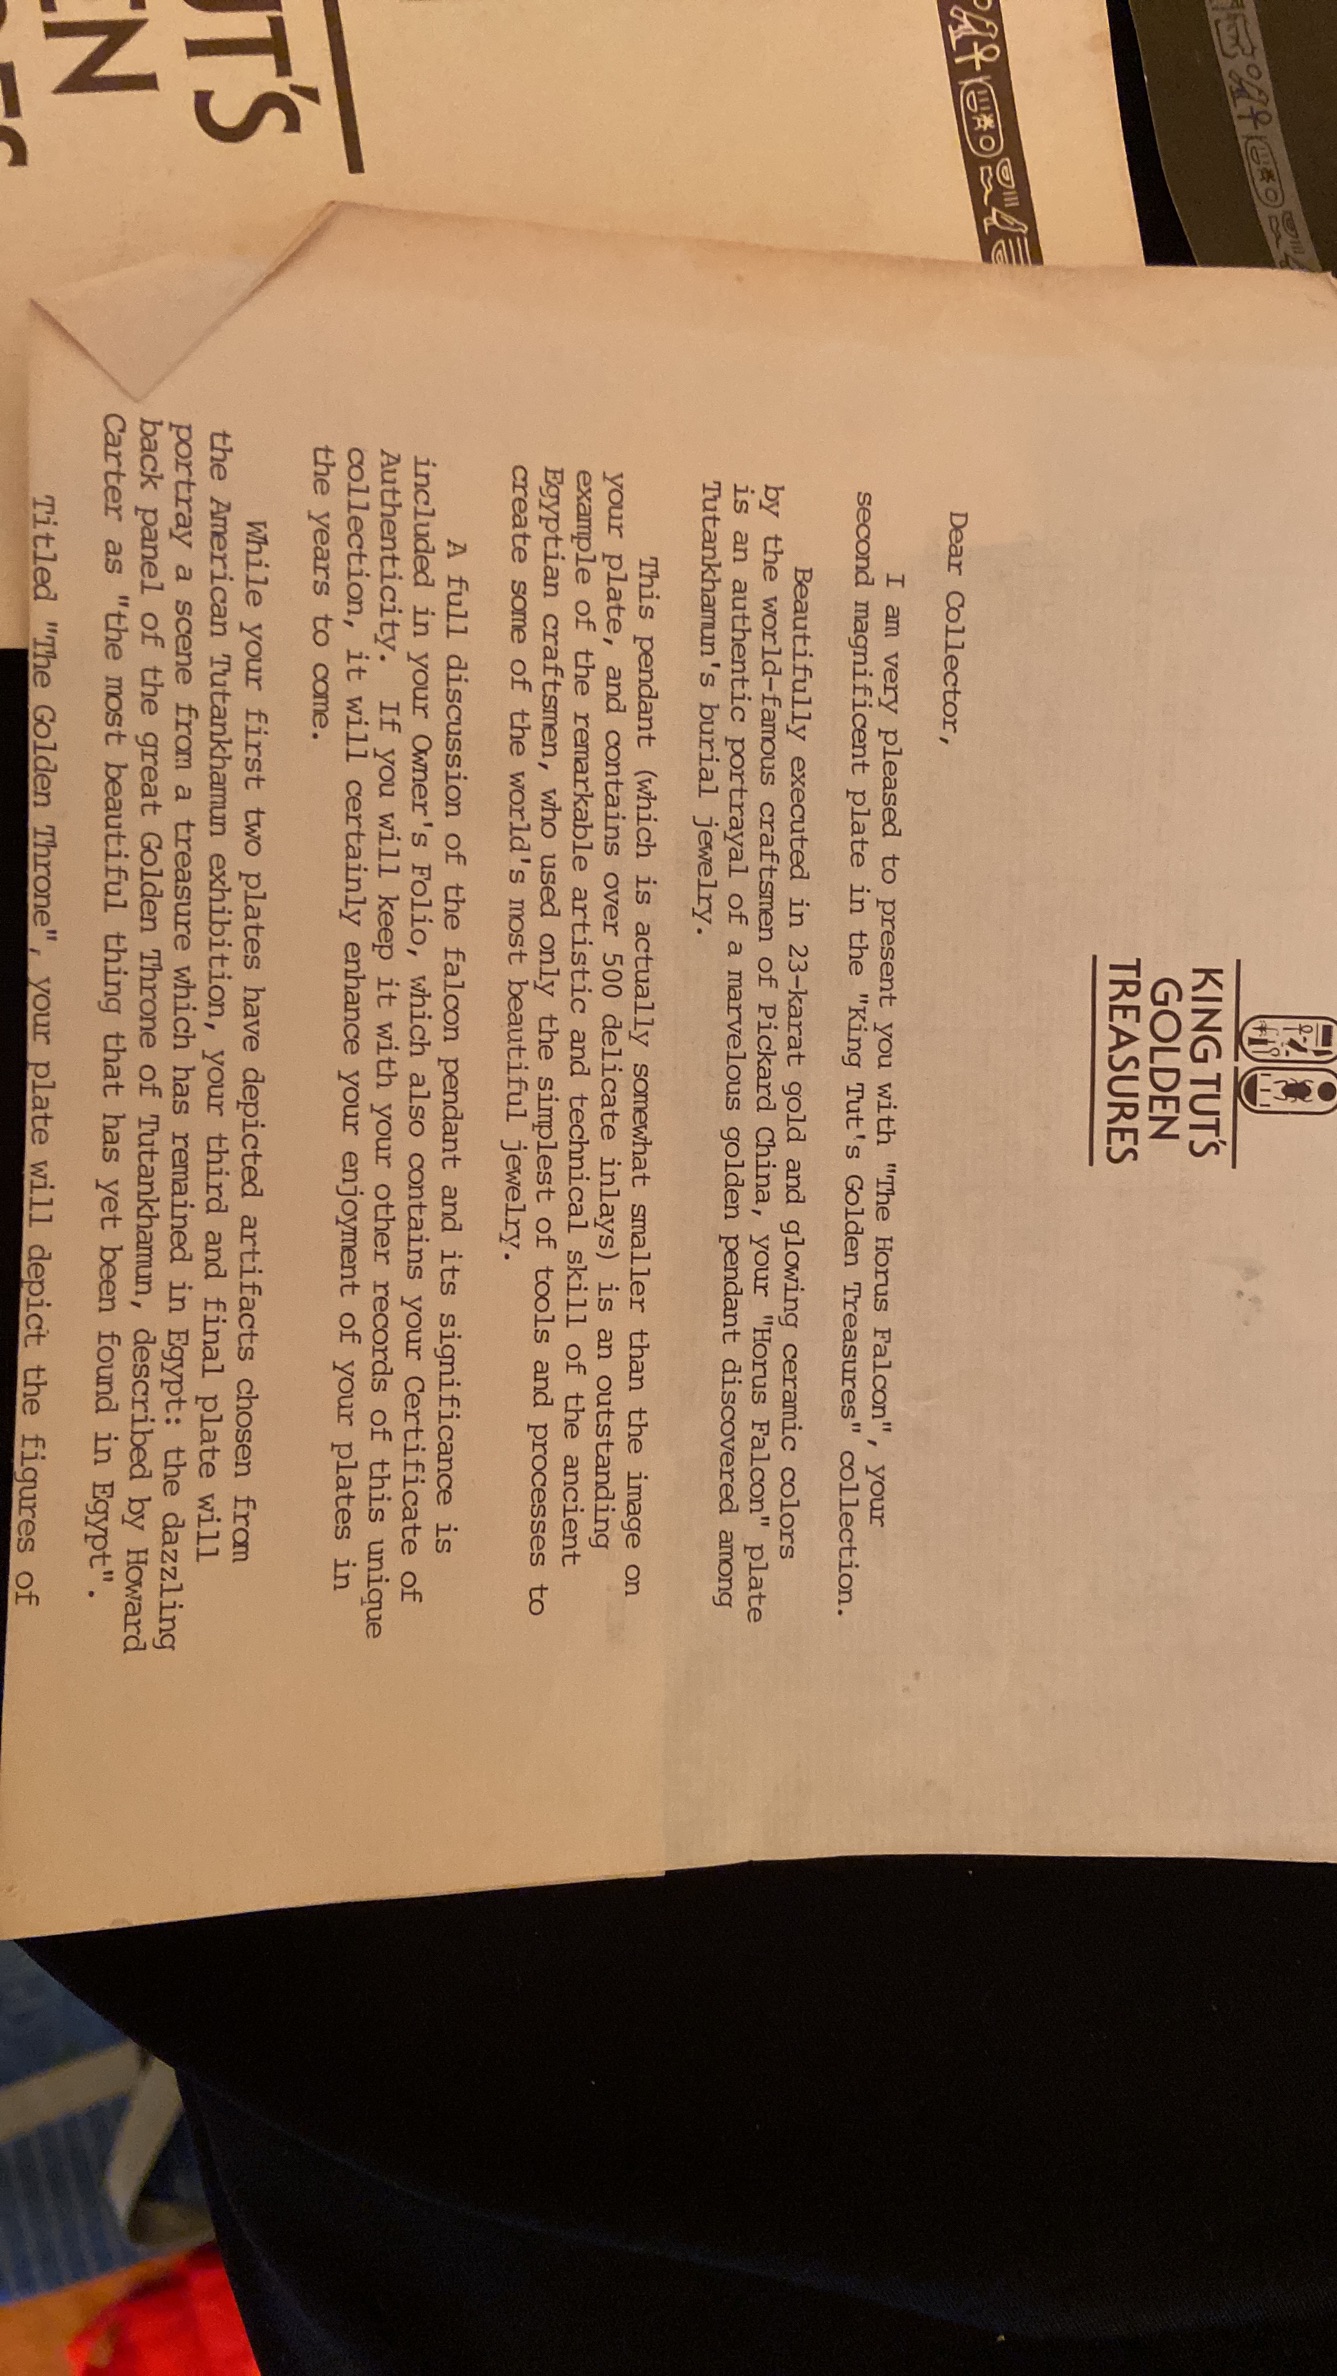 UT'S
EN
KING TUT'S
GOLDEN
TREASURES
Dear Collector,
I am very pleased to present you with "The Horus Falcon", your
second magnificent plate in the "King Tut's Golden Treasures" collection.
Beautifully executed in 23-karat gold and glowing ceramic colors
by the world-famous craftsmen of Pickard China, your "Horus Falcon" plate
is an authentic portrayal of a marvelous golden pendant discovered among
Tutankhamun's burial jewelry.
This pendant (which is actually somewhat smaller than the image on
your plate, and contains over 500 delicate inlays) is an outstanding
example of the remarkable artistic and technical skill of the ancient
Egyptian craftsmen, who used only the simplest of tools and processes to
create some of the world's most beautiful jewelry.
A full discussion of the falcon pendant and its significance is
included in your Owner's Folio, which also contains your Certificate of
Authenticity.  If you will keep it with your other records of this unique
collection, it will certainly enhance your enjoyment of your plates in
the years to come.
While your first two plates have depicted artifacts chosen from
the American Tutankhamun exhibition, your third and final plate will
portray a scene from a treasure which has remained in Egypt: the dazzling
back panel of the great Golden Throne of Tutankhamun, described by Howard
Carter as "the most beautiful thing that has yet been found in Egypt".
Titled "The Golden Throne", your plate will depict the figures of